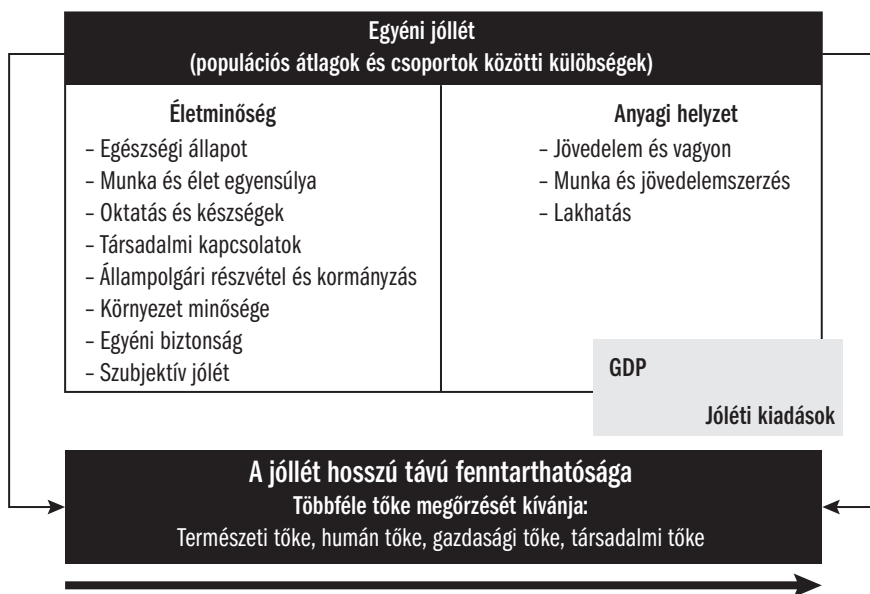 Egyéni jóllét
(populációs átlagok és csoportok közötti külöbségek)
Életminőség
– Egészségi állapot
– Munka és élet egyensúlya
– Oktatás és készségek
– Társadalmi kapcsolatok
– Állampolgári részvétel és kormányzás
– Környezet minősége
– Egyéni biztonság
– Szubjektív jólét
Anyagi helyzet
– Jövedelem és vagyon
– Munka és jövedelemszerzés
– Lakhatás
GDP
Jóléti kiadások
A jóllét hosszú távú fenntarthatósága
Többféle tőke megőrzését kívánja:
Természeti tőke, humán tőke, gazdasági tőke, társadalmi tőke